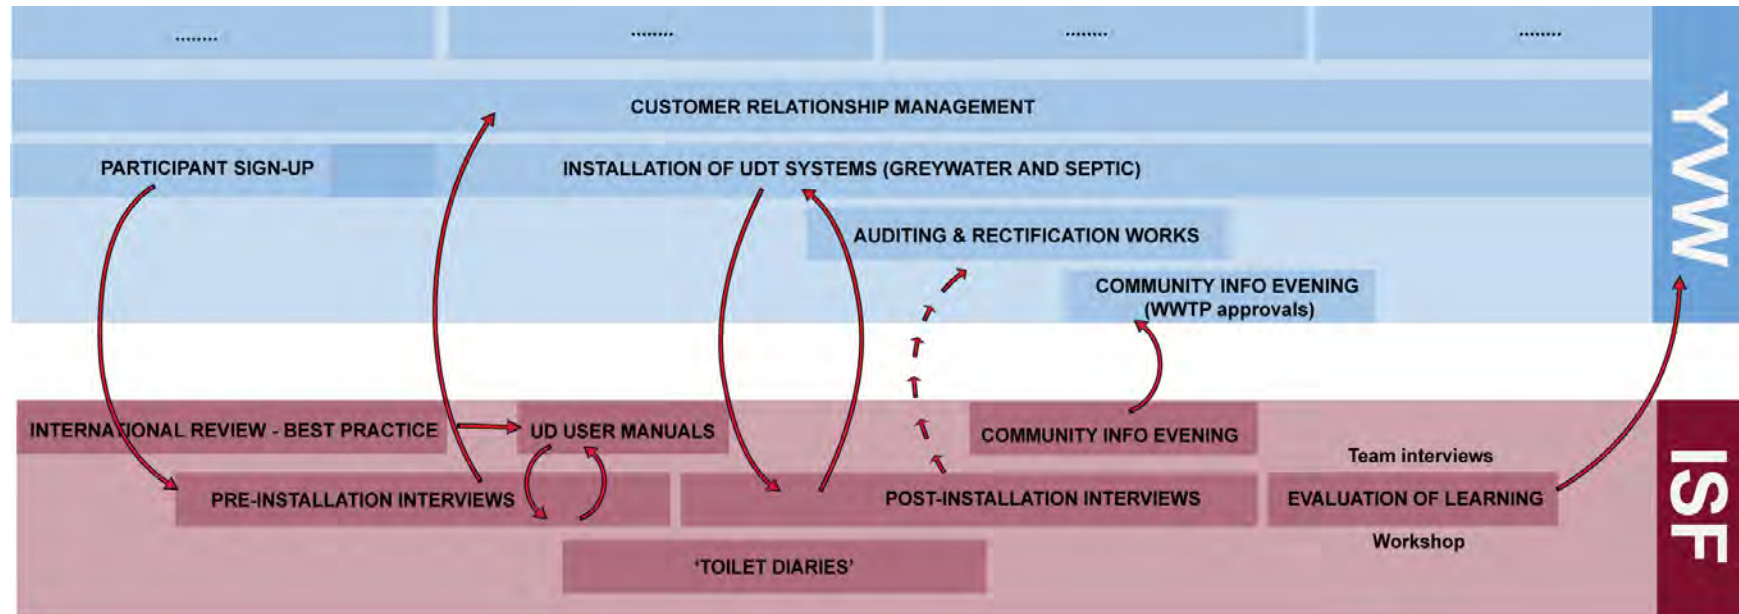 ........ ........ ........ ........
CUSTOMER RELATIONSHIP MANAGEMENT
PARTICIPANT SIGN-UP
INSTALLATION OF UDT SYSTEMS (GREYWATER AND SEPTIC)
AUDITING & RECTIFICATION WORKS
COMMUNITY INFO EVENING
(WWTP approvals)
YVW
INTERNATIONAL REVIEW - BEST PRACTICE
UD USER MANUALS
COMMUNITY INFO EVENING
Team interviews
PRE-INSTALLATION INTERVIEWS
POST-INSTALLATION INTERVIEWS
EVALUATION OF LEARNING
Workshop
'TOILET DIARIES'
ISF